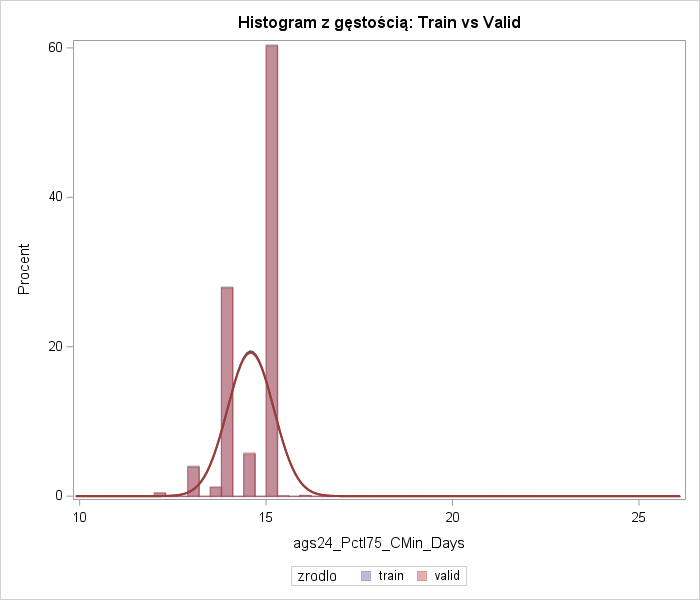 Histogram z gęstością: Train vs Valid
60
40
20
0
Procent
10 15 20 25
ags24_Pctl75_CMin_Days
zrodlo train valid